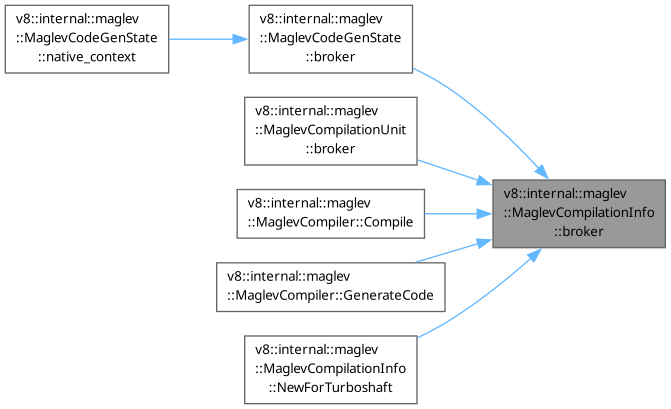 v8::internal::maglev
::MaglevCodeGenState
::native_context
v8::internal::maglev
::MaglevCodeGenState
::broker
v8::internal::maglev
::MaglevCompilationUnit
::broker
v8::internal::maglev
::MaglevCompiler::Compile
v8::internal::maglev
::MaglevCompiler::GenerateCode
v8::internal::maglev
::MaglevCompilationInfo
::NewForTurboshaft
v8::internal::maglev
::MaglevCompilationInfo
::broker